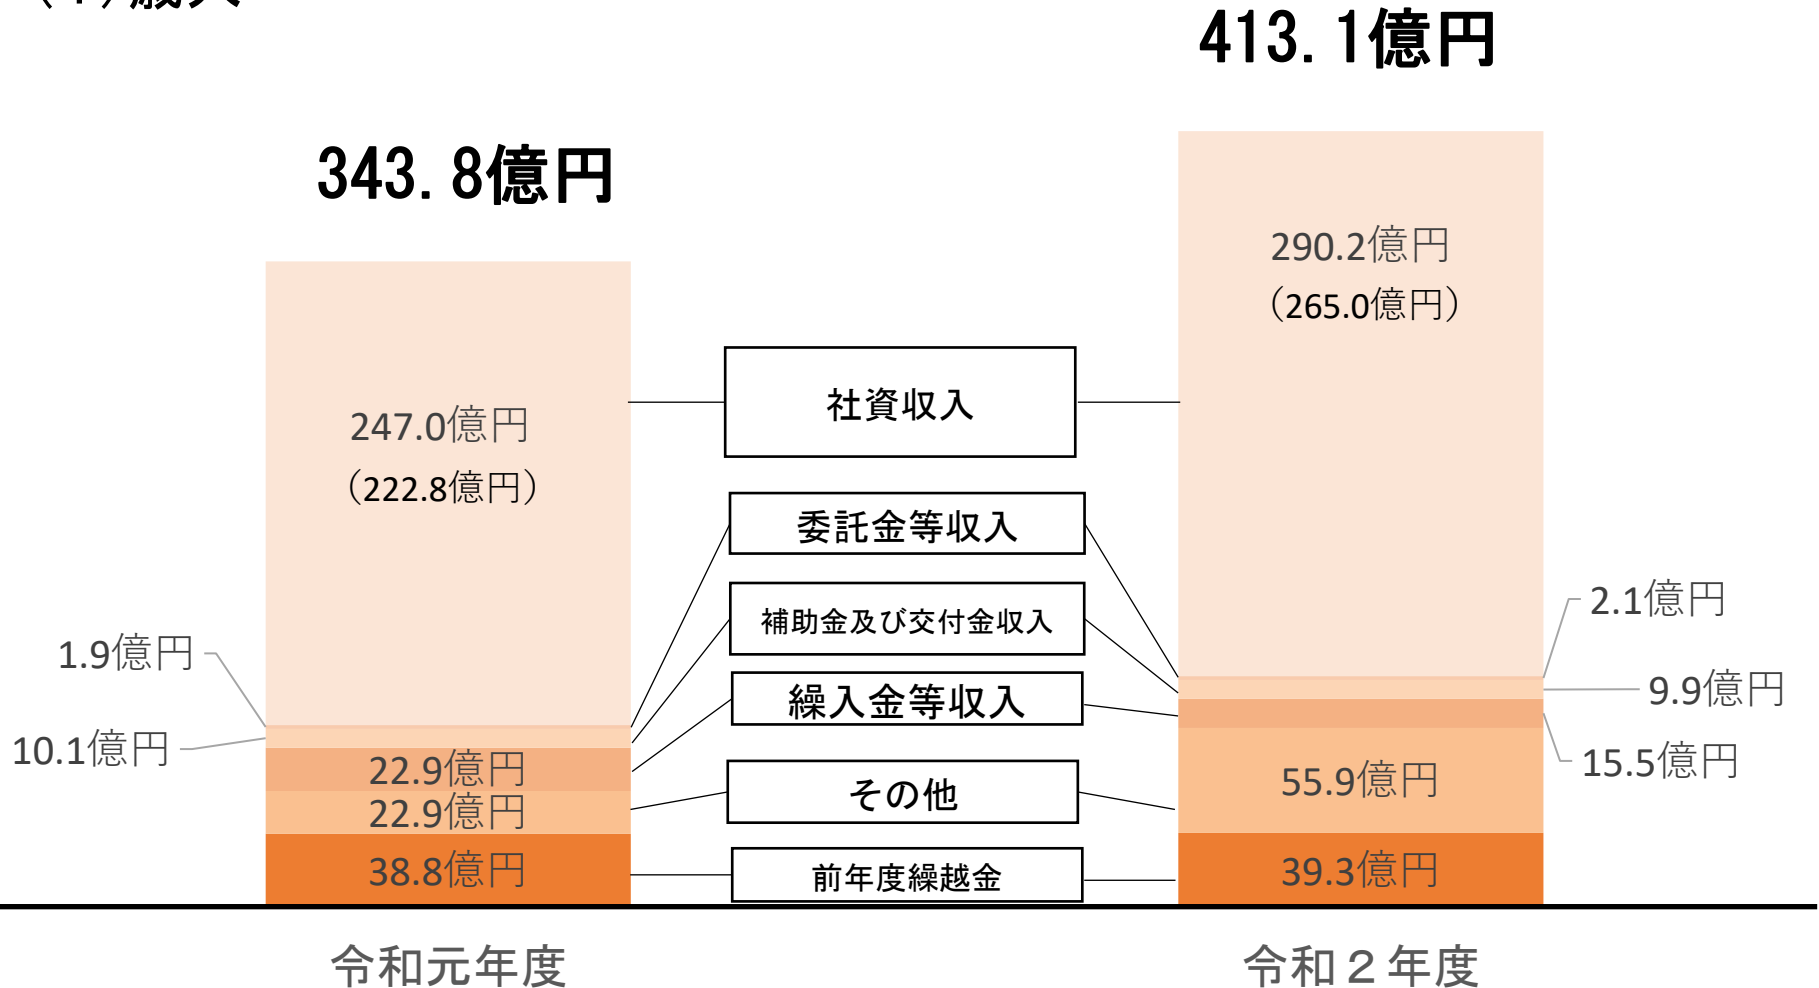 413.1億円
343.8億円
290.2億円
（265.0億円）
社資収入
247.0億円
（222.8億円）
委託金等収入
補助金及び交付金収入
2.1億円
1.9億円
繰入金等収入
9.9億円
10.1億円
15.5億円
22.9億円
その他
55.9億円
22.9億円
38.8億円
前年度繰越金
39.3億円
令和元年度
令和２年度